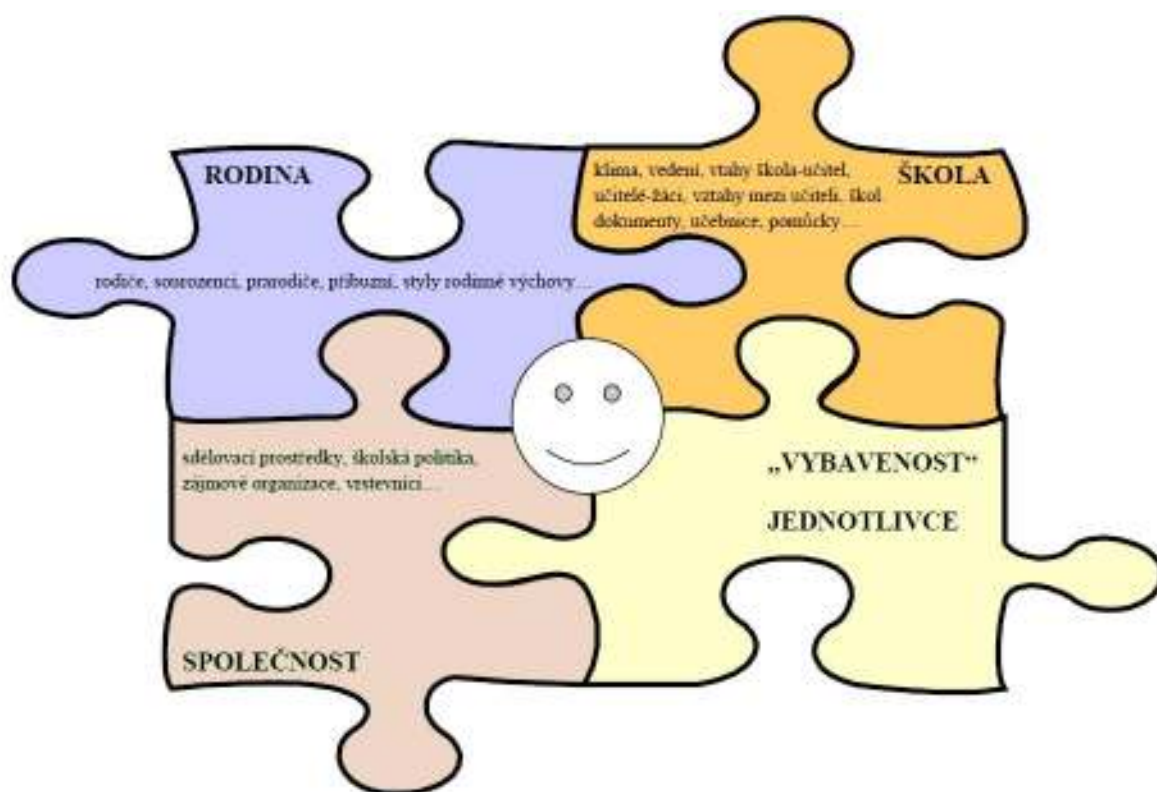 RODINA
rodiče, sourozenci, prarodiče, příbuzní, styly rodinné výchovy…
ŠKOLA
klima, vedení, vtahy škola-učitel,
učitelé-žáci, vztahy mezi učiteli, škol.
dokumenty, učebnice, pomůcky…
sdělovací prostředky, školská politika,
zájmové organizace, vrstevníci…
SPOLEČNOST
„VYBAVENOST“
JEDNOTLIVCE